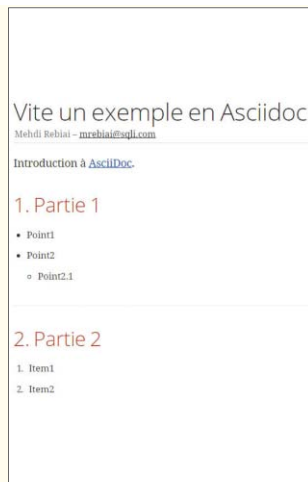 Vite un exemple en Asciidoc
Mehdi Rebiai – mrebiai@sqli.com
Introduction à AsciiDoc.
1. Partie 1
• Point1
• Point2
◦ Point2.1
2. Partie 2
1. Item1
2. Item2